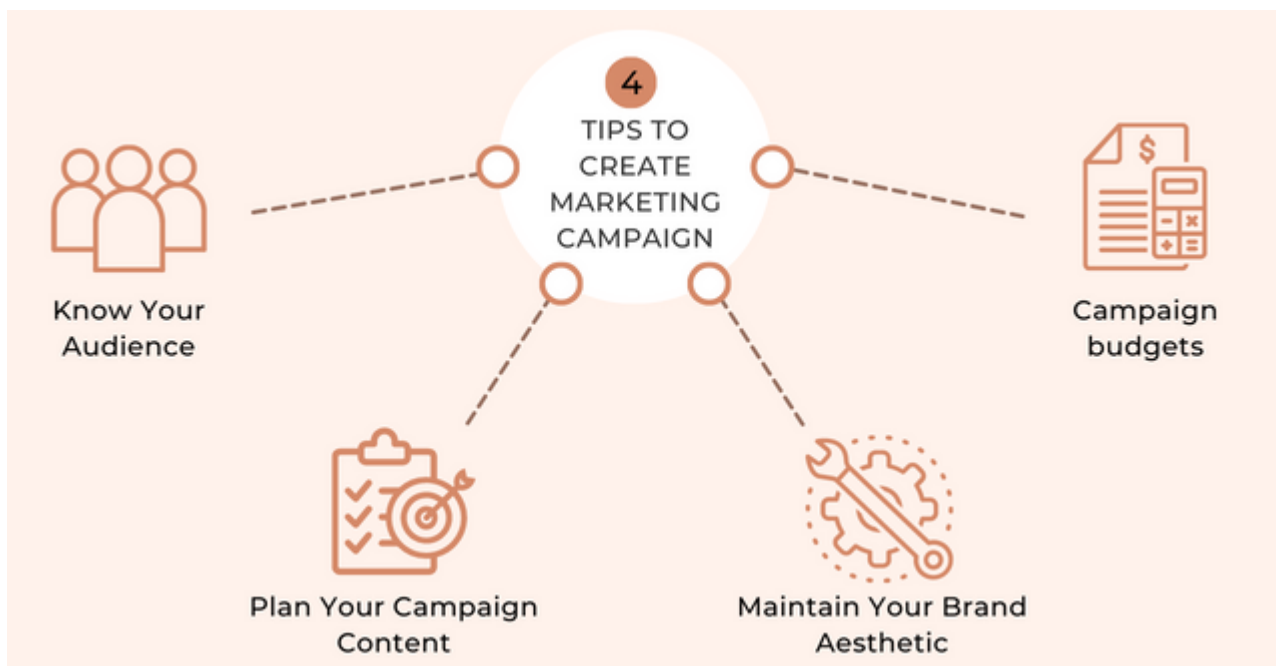 4
TIPS TO
CREATE
MARKETING
CAMPAIGN
Know Your
Audience
Plan Your Campaign
Content
Maintain Your Brand
Aesthetic
Campaign
budgets